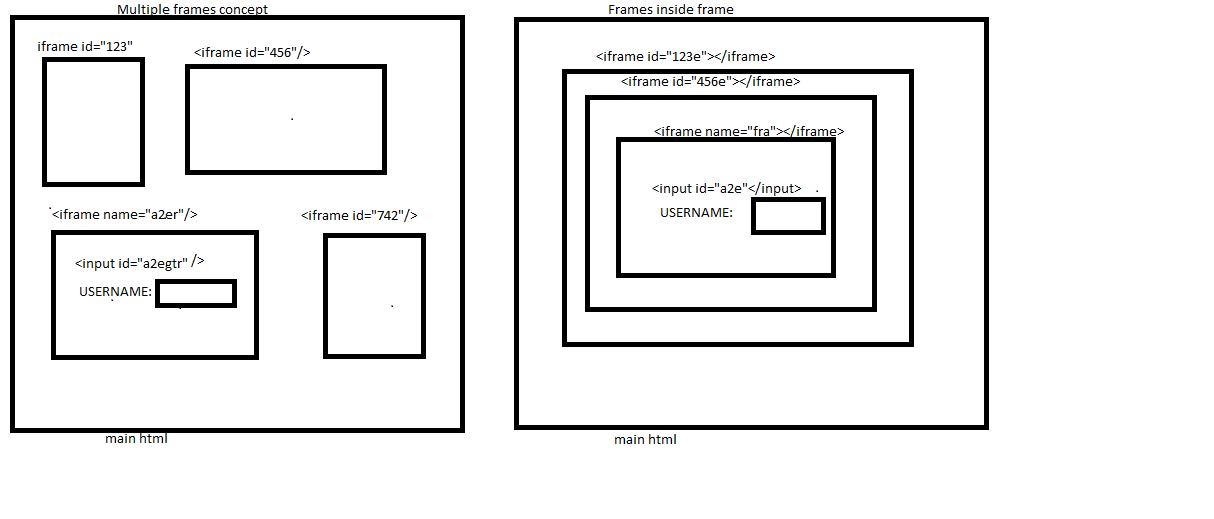 Multiple frames concept
iframe id="123"
<iframe id="456"/>
<iframe name="a2er"/>
<iframe id="742"/>
<input id="a2egtr" />
USERNAME:
main html
Frames inside frame
<iframe id="123e"></iframe>
<iframe id="456e"></iframe>
<iframe name="fra"></iframe>
<input id="a2e"</input>
USERNAME:
main html